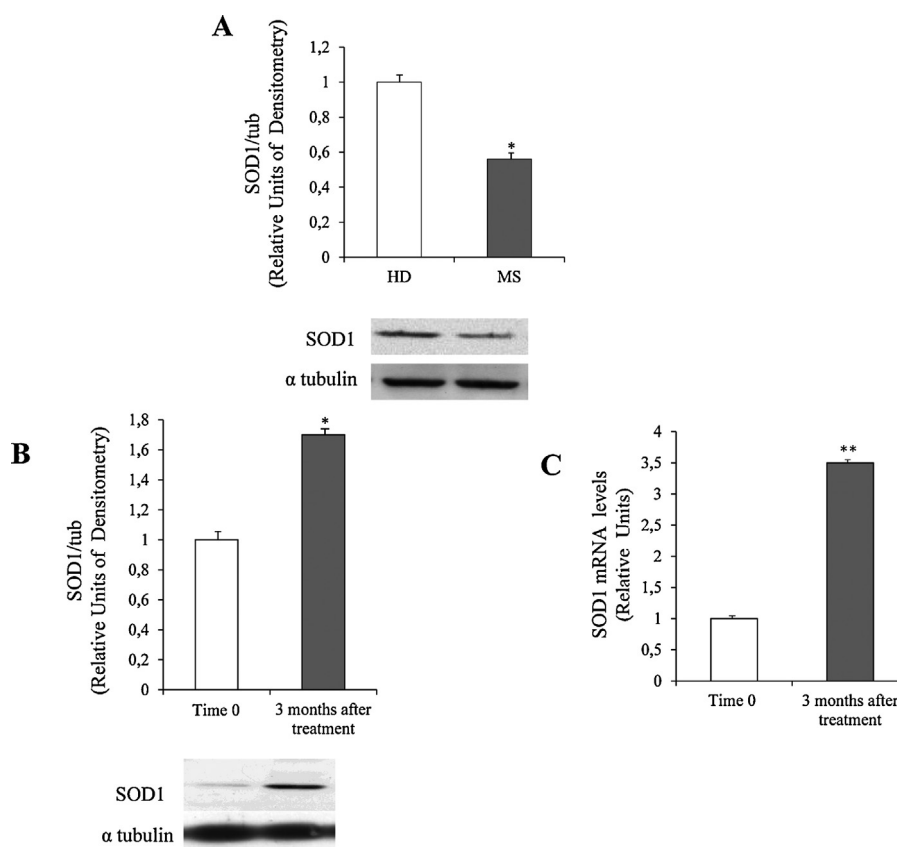 A
SOD1/tub
(Relative Units of Densitometry)
1,2
1
0,8
0,6
0,4
0,2
0
*
HD
MS
SOD1
α tubulin
B
SOD1/tub
(Relative Units of Densitometry)
1,8
1,6
1,4
1,2
1
0,8
0,6
0,4
0,2
0
*
Time 0
3 months after
treatment
SOD1
α tubulin
C
SOD1 mRNA levels
(Relative Units)
4
3,5
3
2,5
2
1,5
1
0,5
0
**
Time 0
3 months after
treatment